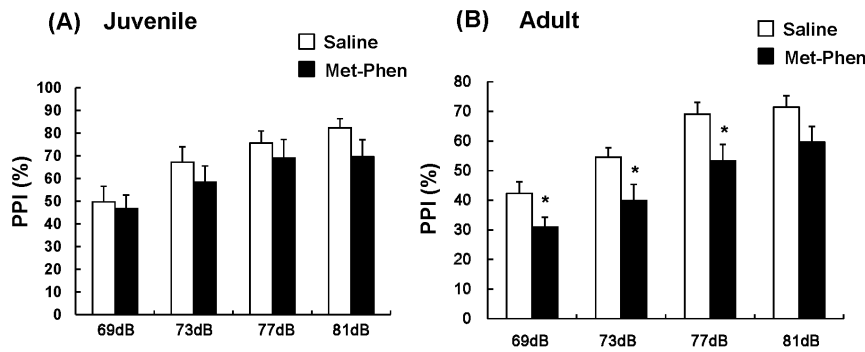 (A) Juvenile
Saline
Met-Phen
PPI (%)
100
90
80
70
60
50
40
30
20
10
0
69dB 73dB 77dB 81dB
(B) Adult
Saline
Met-Phen
PPI (%)
80
70
60
50
40
30
20
10
0
* * *
69dB 73dB 77dB 81dB